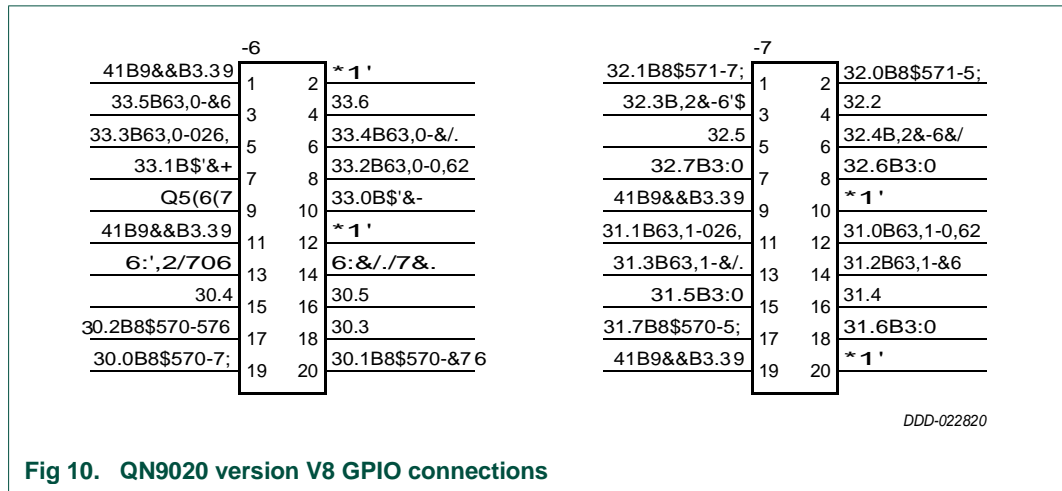 -6
41B9&&B3.39 1 2 *1'
33.5B63,0-&6 3 4 33.6
33.3B63,0-026, 5 6 33.4B63,0-&/.
33.1B$'&+ 7 8 33.2B63,0-0,62
Q5(6(7 9 10 33.0B$'&-
41B9&&B3.39 11 12 *1'
6:',2/706 13 14 6:&/./7&.
30.4 15 16 30.5
30.2B8$570-576 17 18 30.3
30.0B8$570-7; 19 20 30.1B8$570-&76
-7
32.1B8$571-7; 1 2 32.0B8$571-5;
32.3B,2&-6'$ 3 4 32.2
32.5 5 6 32.4B,2&-6&/
32.7B3:0 7 8 32.6B3:0
41B9&&B3.39 9 10 *1'
31.1B63,1-026, 11 12 31.0B63,1-0,62
31.3B63,1-&/. 13 14 31.2B63,1-&6
31.5B3:0 15 16 31.4
31.7B8$570-5; 17 18 31.6B3:0
41B9&&B3.39 19 20 *1'
DDD-022820
Fig 10. QN9020 version V8 GPIO connections